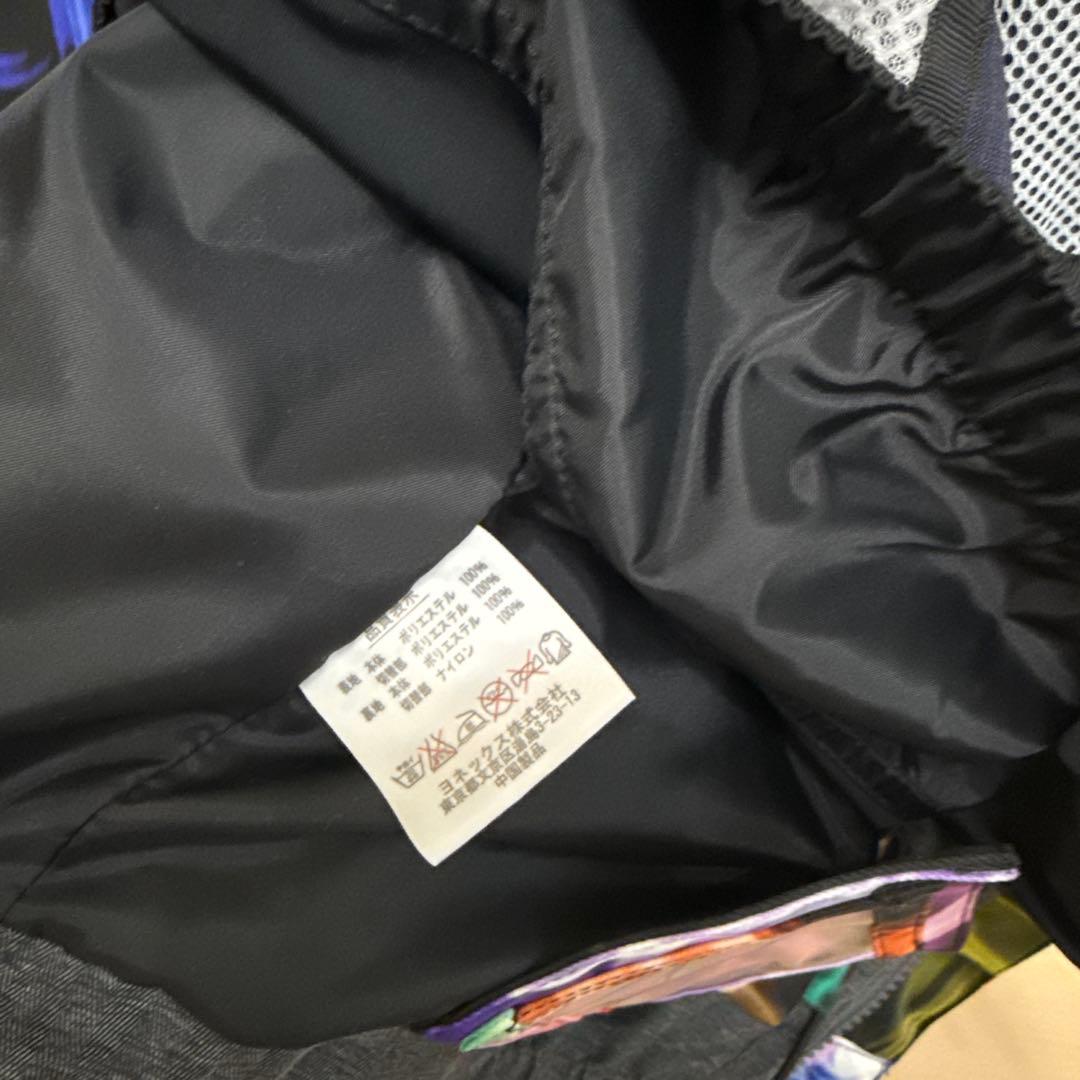 品質表示
表地 本体 ポリエステル 100%
切替部 ポリエステル 100%
裏地 本体 ポリエステル 100%
切替部 ナイロン 100%
ヨネックス株式会社
東京都文京区湯島3-23-13
中国製品